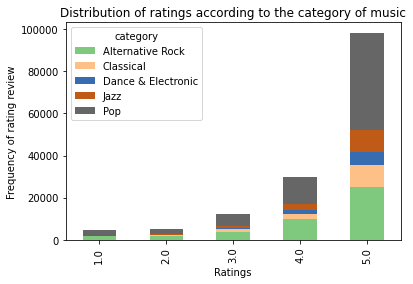 Distribution of ratings according to the category of music
category
Alternative Rock
Classical
Dance & Electronic
Jazz
Pop
Frequency of rating review
100000
80000
60000
40000
20000
0
1.0
2.0
3.0
4.0
5.0
Ratings